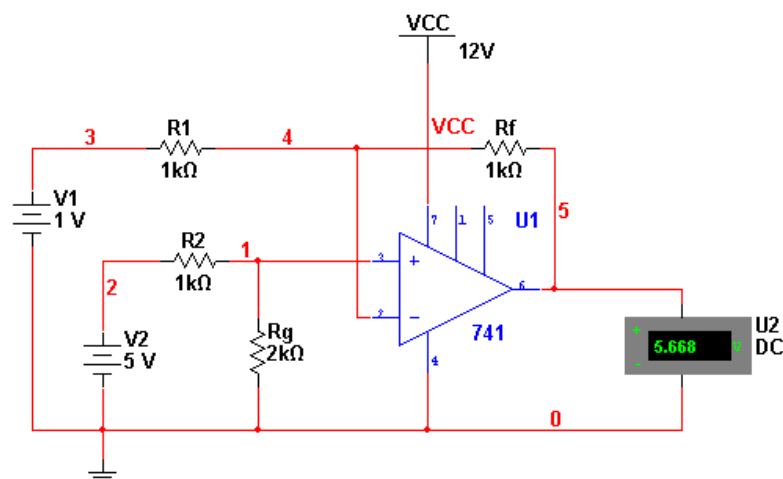 VCC
12V
3
R1
1kΩ
4
VCC
Rf
1kΩ
V1
1 V
2
R2
1kΩ
1
Rg
2kΩ
V2
5 V
3
+
2
−
7
1
5
U1
741
4
6
5
+
5.668
V
-
U2
DC
0